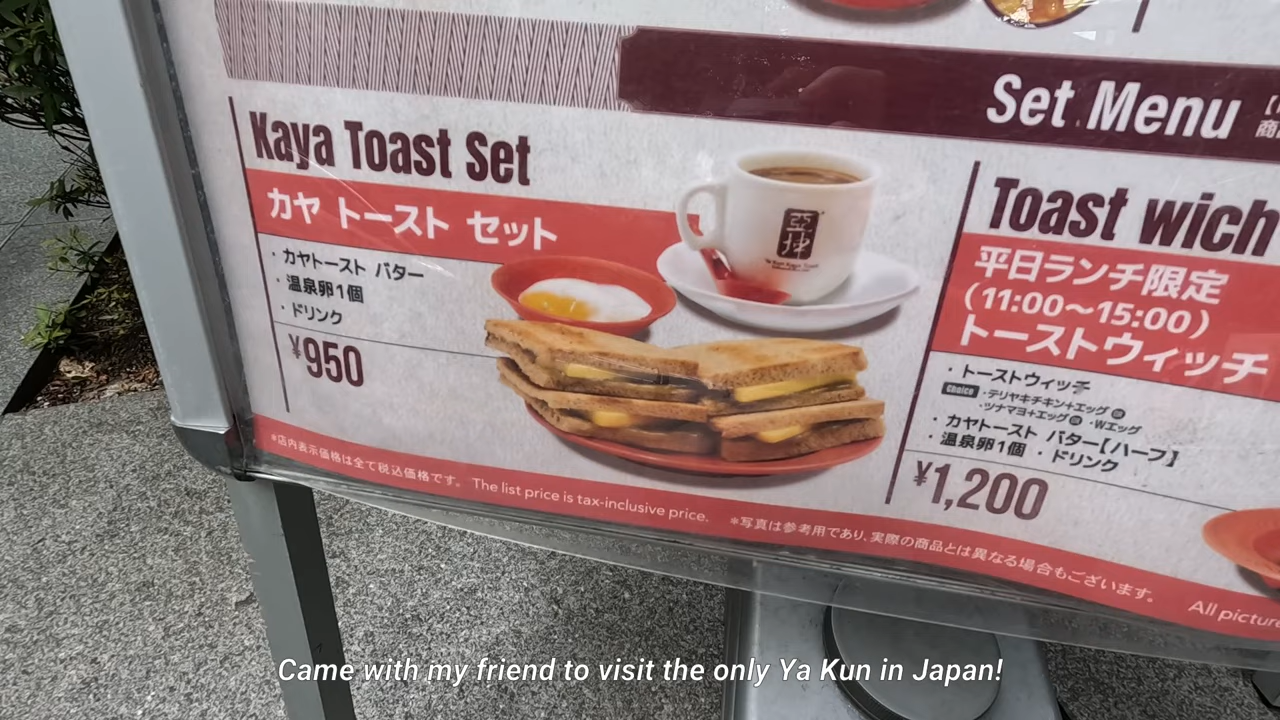 Set Menu
Kaya Toast Set
カヤ トースト セット
・カヤトースト バター
・温泉卵1個
・ドリンク
¥950
亞坤
Ya Kun Kaya Toast
Toast wich
平日ランチ限定
（11:00～15:00）
トーストウィッチ
・トーストウィッチ
Choice ・テリヤキチキン+エッグ
・ツナマヨ+エッグ ・Wエッグ
・カヤトースト バター【ハーフ】
・温泉卵1個 ・ドリンク
¥1,200
*店内表示価格は全て税込価格です。 The list price is tax-inclusive price. *写真は参考用であり、実際の商品とは異なる場合もございます。 All picture
Came with my friend to visit the only Ya Kun in Japan!